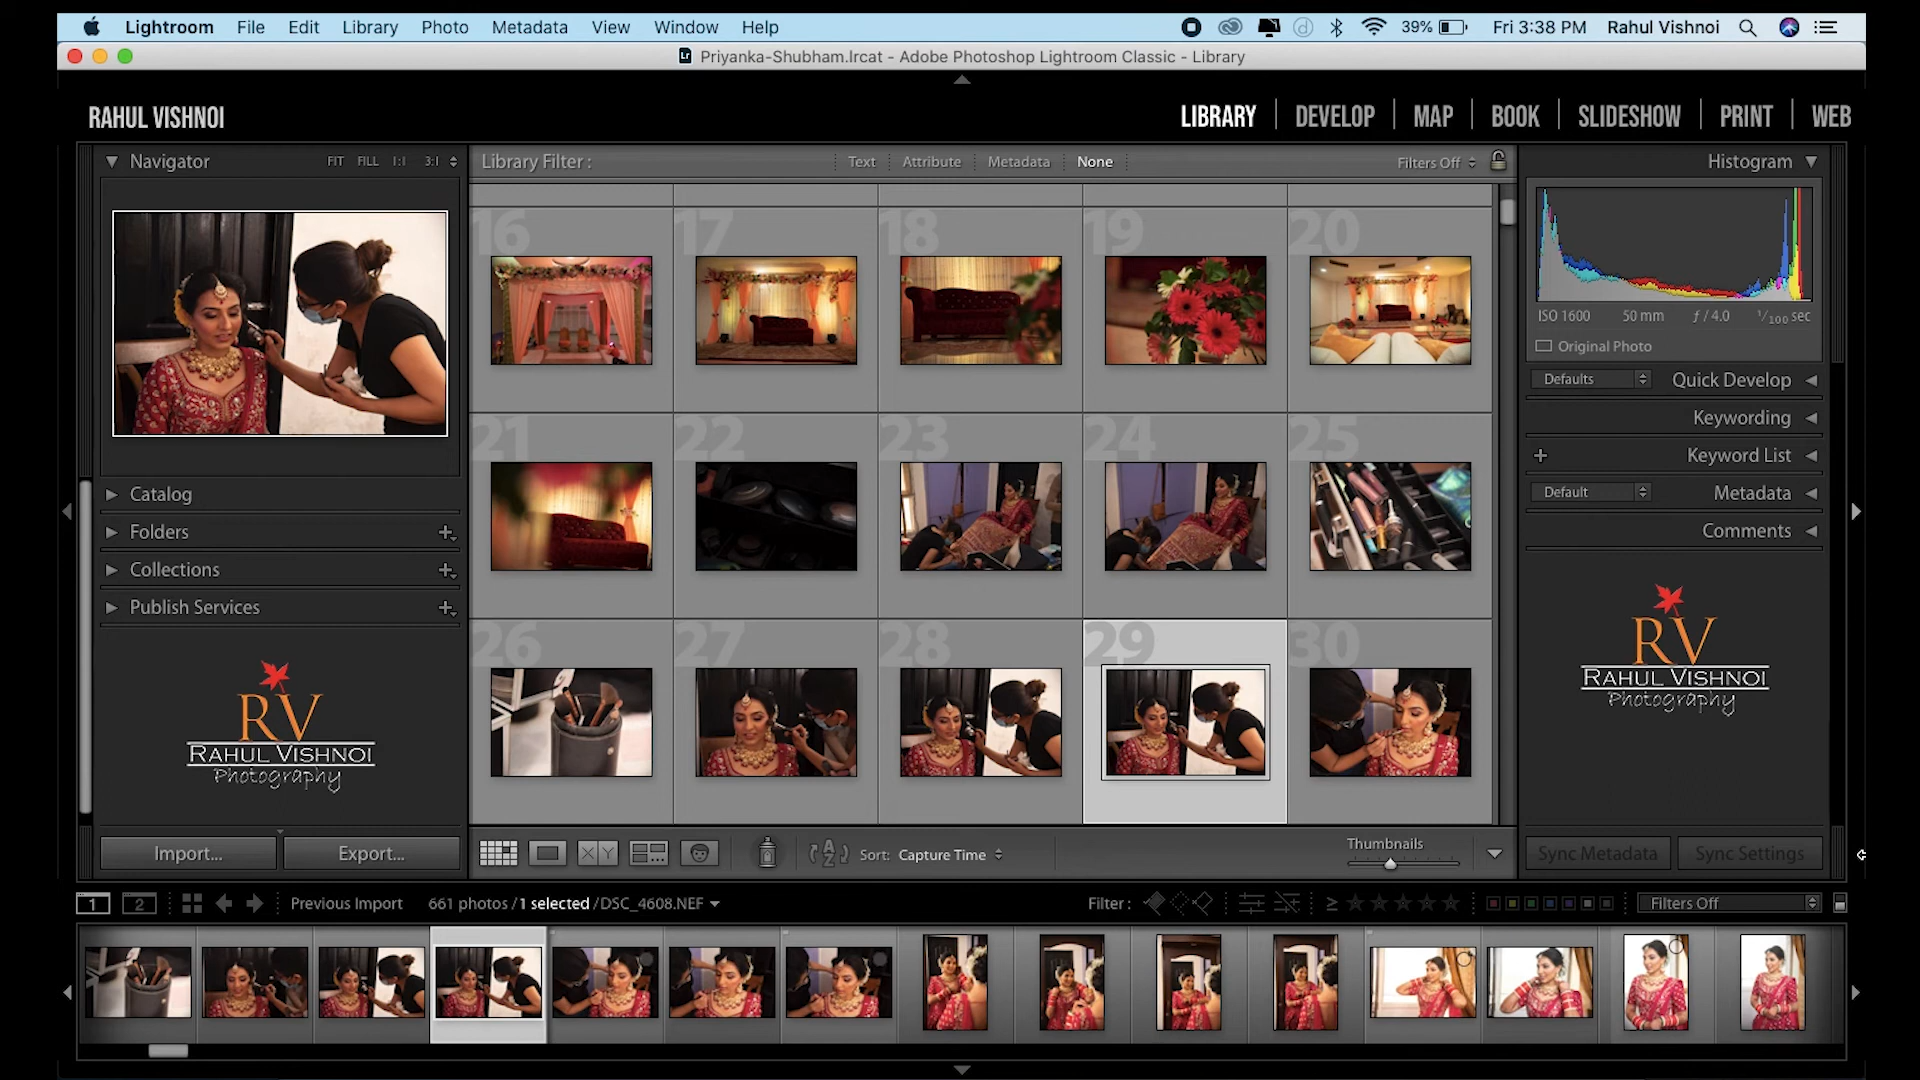 Lightroom File Edit Library Photo Metadata View Window Help 39% Fri 3:38 PM Rahul Vishnoi
Priyanka-Shubham.lrcat - Adobe Photoshop Lightroom Classic - Library
RAHUL VISHNOI
LIBRARY DEVELOP MAP BOOK SLIDESHOW PRINT WEB
Navigator FIT FILL 1:1 3:1
Library Filter : Text Attribute Metadata None Filters Off
Histogram
ISO 1600 50 mm ƒ / 4.0 1/100 sec
Original Photo
Defaults Quick Develop
Keywording
Keyword List
Default Metadata
Comments
16 17 18 19 20
21 22 23 24 25
26 27 28 29 30
Catalog
Folders
Collections
Publish Services
RV
RAHUL VISHNOI
Photography
RV
RAHUL VISHNOI
Photography
Import... Export...
XY
AZ
Sort: Capture Time
Thumbnails
Sync Metadata Sync Settings
1 2 Previous Import 661 photos / 1 selected / DSC_4608.NEF
Filter : ≥ Filters Off